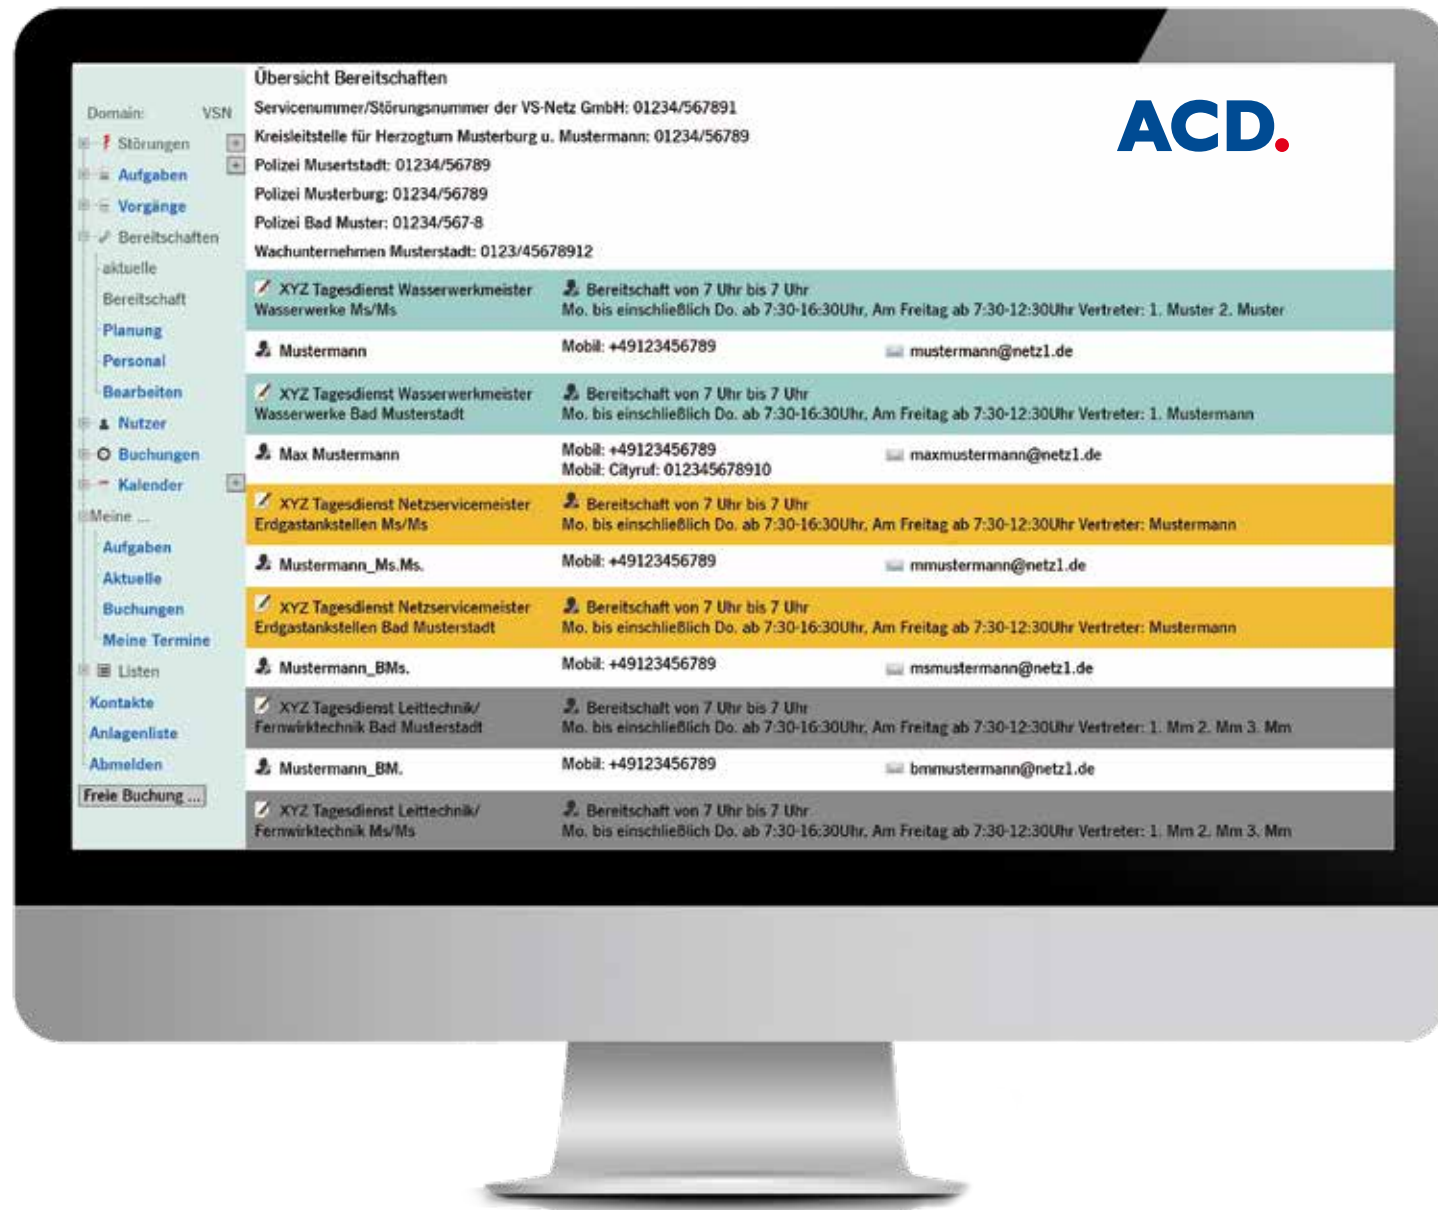 ACD.
Domain: VSN
Störungen
Aufgaben
Vorgänge
Bereitschaften
aktuelle
Bereitschaft
Planung
Personal
Bearbeiten
Nutzer
Buchungen
Kalender
Meine ...
Aufgaben
Aktuelle
Buchungen
Meine Termine
Listen
Kontakte
Anlagenliste
Abmelden
Freie Buchung ...
Übersicht Bereitschaften
Servicenummer/Störungsnummer der VS-Netz GmbH: 01234/567891
Kreisleitstelle für Herzogtum Musterburg u. Mustermann: 01234/56789
Polizei Musertstadt: 01234/56789
Polizei Musterburg: 01234/56789
Polizei Bad Muster: 01234/567-8
Wachunternehmen Musterstadt: 0123/45678912
XYZ Tagesdienst Wasserwerkmeister
Wasserwerke Ms/Ms
Bereitschaft von 7 Uhr bis 7 Uhr
Mo. bis einschließlich Do. ab 7:30-16:30Uhr, Am Freitag ab 7:30-12:30Uhr Vertreter: 1. Muster 2. Muster
Mustermann
Mobil: +49123456789
mustermann@netz1.de
XYZ Tagesdienst Wasserwerkmeister
Wasserwerke Bad Musterstadt
Bereitschaft von 7 Uhr bis 7 Uhr
Mo. bis einschließlich Do. ab 7:30-16:30Uhr, Am Freitag ab 7:30-12:30Uhr Vertreter: 1. Mustermann
Max Mustermann
Mobil: +49123456789
Mobil: Cityruf: 012345678910
maxmustermann@netz1.de
XYZ Tagesdienst Netzservicemeister
Erdgastankstellen Ms/Ms
Bereitschaft von 7 Uhr bis 7 Uhr
Mo. bis einschließlich Do. ab 7:30-16:30Uhr, Am Freitag ab 7:30-12:30Uhr Vertreter: Mustermann
Mustermann_Ms.Ms.
Mobil: +49123456789
mmustermann@netz1.de
XYZ Tagesdienst Netzservicemeister
Erdgastankstellen Bad Musterstadt
Bereitschaft von 7 Uhr bis 7 Uhr
Mo. bis einschließlich Do. ab 7:30-16:30Uhr, Am Freitag ab 7:30-12:30Uhr Vertreter: Mustermann
Mustermann_BMs.
Mobil: +49123456789
msmustermann@netz1.de
XYZ Tagesdienst Leittechnik/
Fernwirktechnik Bad Musterstadt
Bereitschaft von 7 Uhr bis 7 Uhr
Mo. bis einschließlich Do. ab 7:30-16:30Uhr, Am Freitag ab 7:30-12:30Uhr Vertreter: 1. Mm 2. Mm 3. Mm
Mustermann_BM.
Mobil: +49123456789
bmmustermann@netz1.de
XYZ Tagesdienst Leittechnik/
Fernwirktechnik Ms/Ms
Bereitschaft von 7 Uhr bis 7 Uhr
Mo. bis einschließlich Do. ab 7:30-16:30Uhr, Am Freitag ab 7:30-12:30Uhr Vertreter: 1. Mm 2. Mm 3. Mm